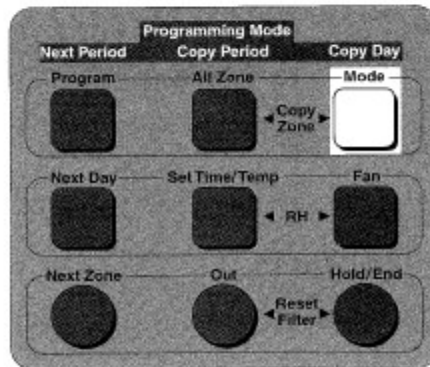 Programming Mode
Next Period Copy Period Copy Day
Program All Zone Mode
Copy
Zone
Next Day Set Time/Temp Fan
RH
Next Zone Out Hold/End
Reset
Filter